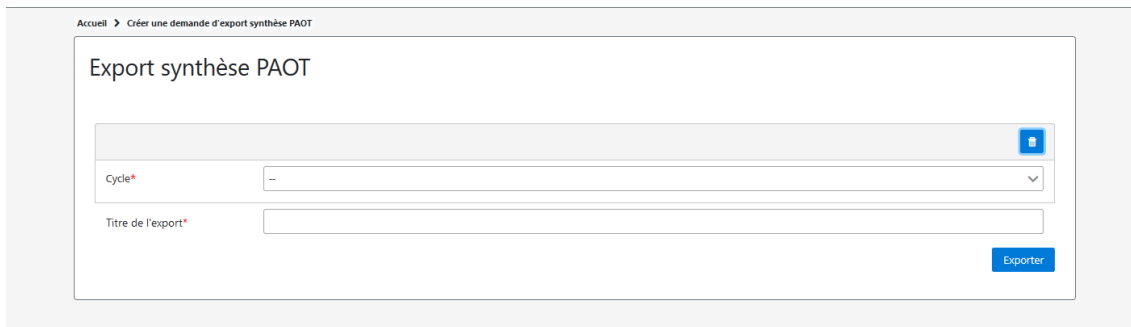 Accueil > Créer une demande d'export synthèse PAOT
Export synthèse PAOT
Cycle*
--
Titre de l'export*
Exporter